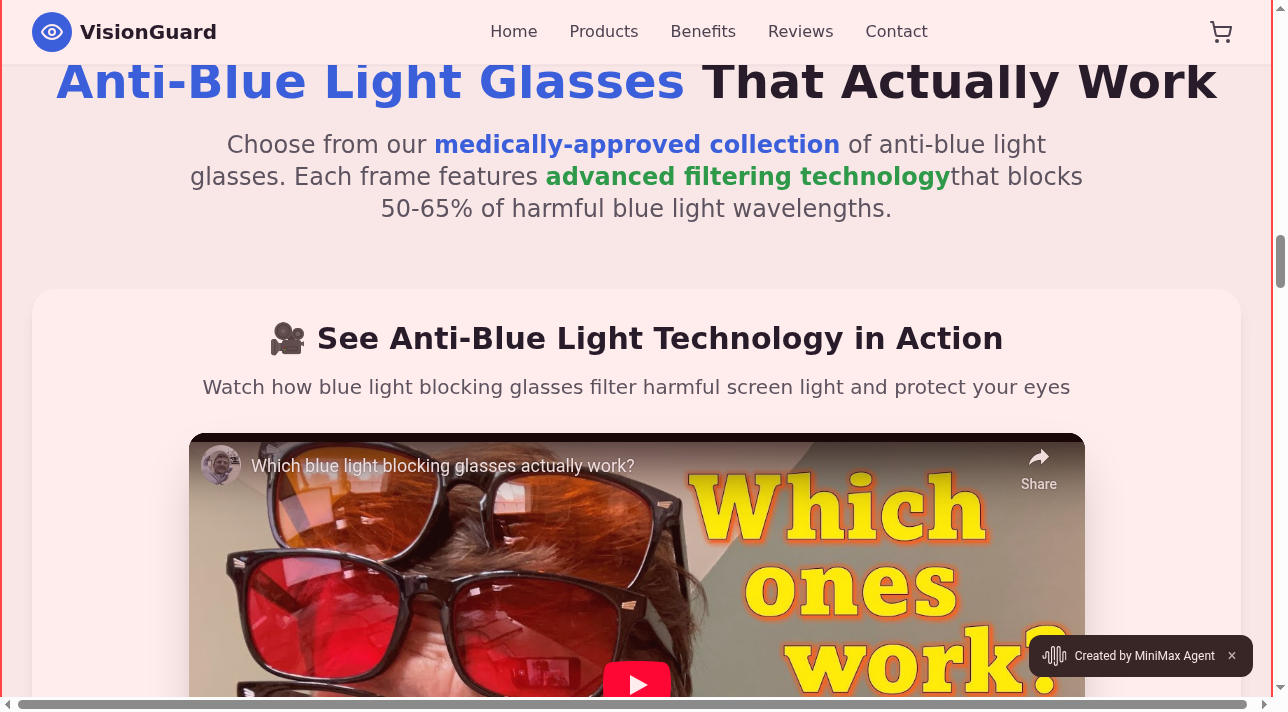 VisionGuard
Home
Products
Benefits
Reviews
Contact
Anti-Blue Light Glasses That Actually Work
Choose from our medically-approved collection of anti-blue light
glasses. Each frame features advanced filtering technologythat blocks
50-65% of harmful blue light wavelengths.
🎥 See Anti-Blue Light Technology in Action
Watch how blue light blocking glasses filter harmful screen light and protect your eyes
Which blue light blocking glasses actually work?
Share
Which
ones
work?
Created by MiniMax Agent ×